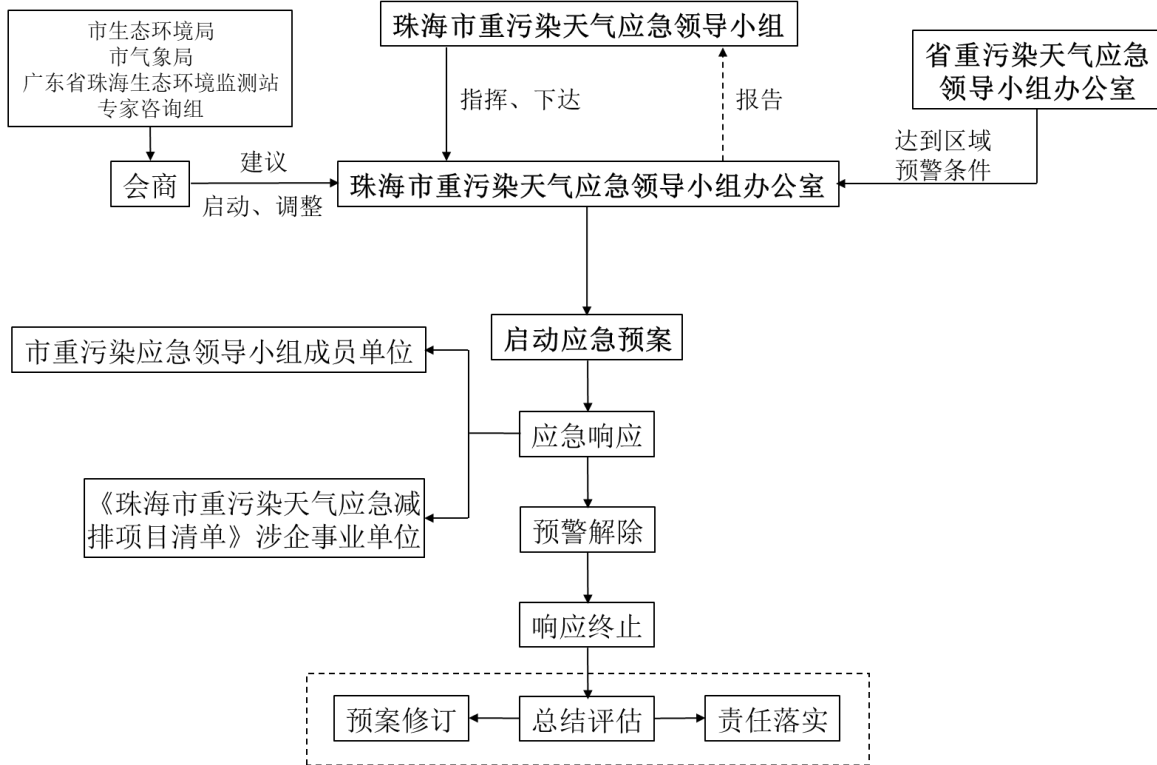 市生态环境局
市气象局
广东省珠海生态环境监测站
专家咨询组
珠海市重污染天气应急领导小组
省重污染天气应急
领导小组办公室
指挥、下达
报告
达到区域
预警条件
会商
建议
启动、调整
珠海市重污染天气应急领导小组办公室
启动应急预案
市重污染应急领导小组成员单位
应急响应
《珠海市重污染天气应急减
排项目清单》涉企事业单位
预警解除
响应终止
预案修订
总结评估
责任落实